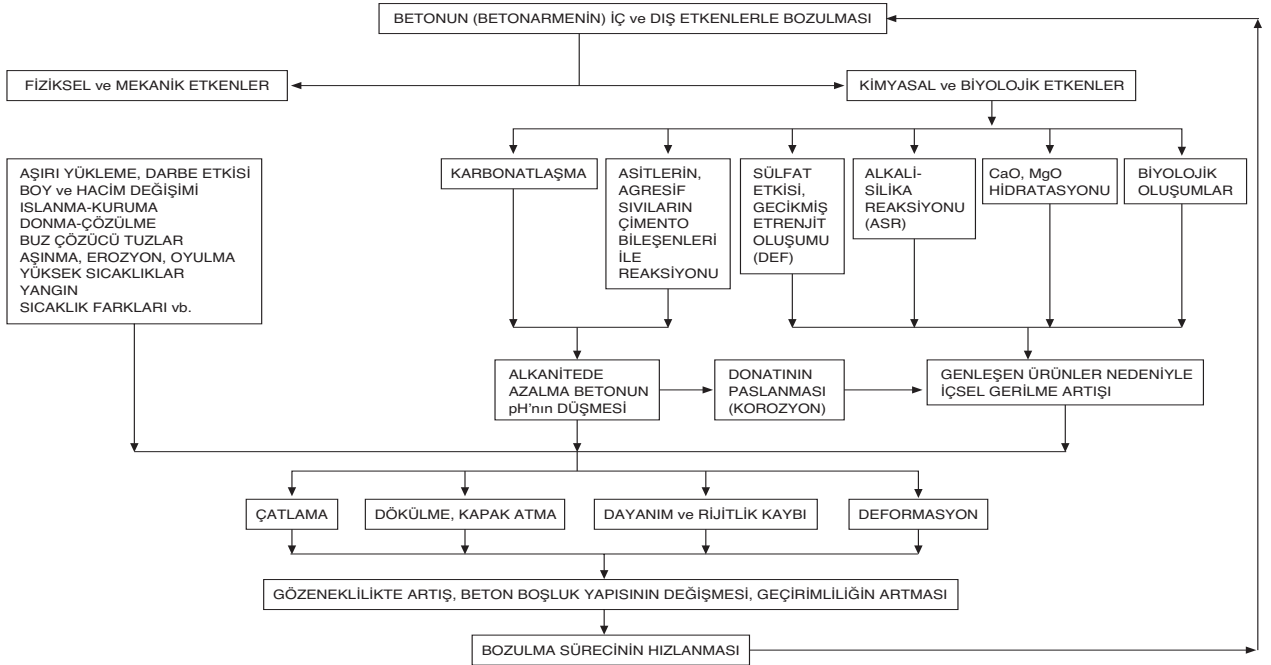 BETONUN (BETONARMENİN) İÇ ve DIŞ ETKENLERLE BOZULMASI
FİZİKSEL ve MEKANİK ETKENLER
KİMYASAL ve BİYOLOJİK ETKENLER
AŞIRI YÜKLEME, DARBE ETKİSİ
BOY ve HACİM DEĞİŞİMİ
ISLANMA-KURUMA
DONMA-ÇÖZÜLME
BUZ ÇÖZÜCÜ TUZLAR
AŞINMA, EROZYON, OYULMA
YÜKSEK SICAKLIKLAR
YANGIN
SICAKLIK FARKLARI vb.
KARBONATLAŞMA
ASİTLERİN,
AGRESİF
SIVILARIN
ÇİMENTO
BİLEŞENLERİ
İLE
REAKSİYONU
SÜLFAT
ETKİSİ,
GECİKMİŞ
ETRENJİT
OLUŞUMU
(DEF)
ALKALİ-
SİLİKA
REAKSİYONU
(ASR)
CaO, MgO
HİDRATASYONU
BİYOLOJİK
OLUŞUMLAR
ALKANİTEDE
AZALMA BETONUN
pH'nın DÜŞMESİ
DONATININ
PASLANMASI
(KOROZYON)
GENLEŞEN ÜRÜNLER NEDENİYLE
İÇSEL GERİLME ARTIŞI
ÇATLAMA
DÖKÜLME, KAPAK ATMA
DAYANIM ve RİJİTLİK KAYBI
DEFORMASYON
GÖZENEKLİLİKTE ARTIŞ, BETON BOŞLUK YAPISININ DEĞİŞMESİ, GEÇİRİMLİLİĞİN ARTMASI
BOZULMA SÜRECİNİN HIZLANMASI